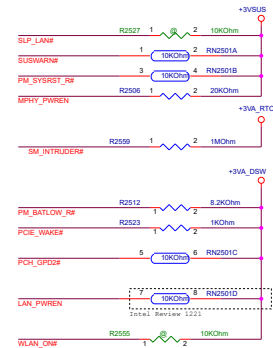 +3VSUS
R2527 1 @ 2 10KOhm
SLP_LAN#
1 10KOhm 2 RN2501A
SUSWARN#
3 10KOhm 4 RN2501B
PM_SYSRST_R#
R2506 1 2 20KOhm
MPHY_PWREN
+3VA_RTC
R2559 1 2 1MOhm
SM_INTRUDER#
+3VA_DSW
R2512 1 2 8.2KOhm
PM_BATLOW_R#
R2523 1 2 1KOhm
PCIE_WAKE#
5 10KOhm 6 RN2501C
PCH_GPD2#
7 10KOhm 8 RN2501D
LAN_PWREN
Intel Review 1221
R2555 1 @ 2 10KOhm
WLAN_ON#